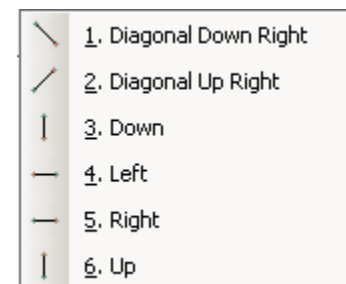 1. Diagonal Down Right
2. Diagonal Up Right
3. Down
4. Left
5. Right
6. Up